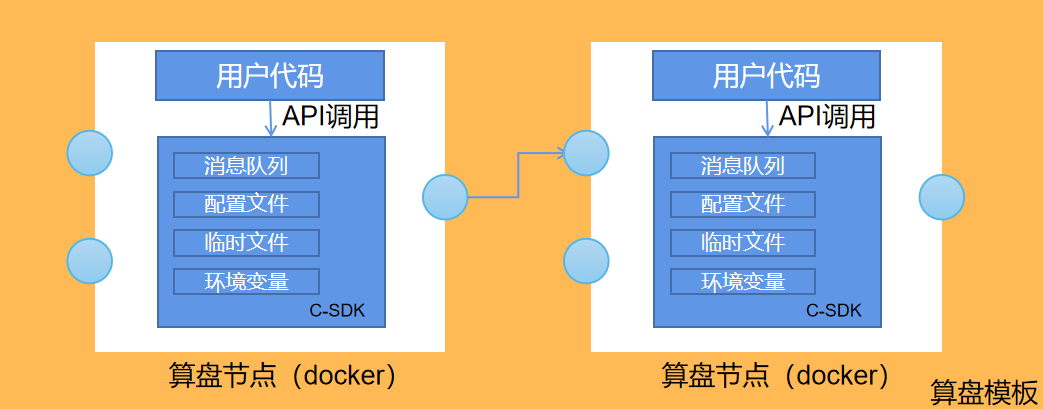 用户代码
API调用
消息队列
配置文件
临时文件
环境变量
C-SDK
算盘节点（docker）
用户代码
API调用
消息队列
配置文件
临时文件
环境变量
C-SDK
算盘节点（docker）
算盘模板